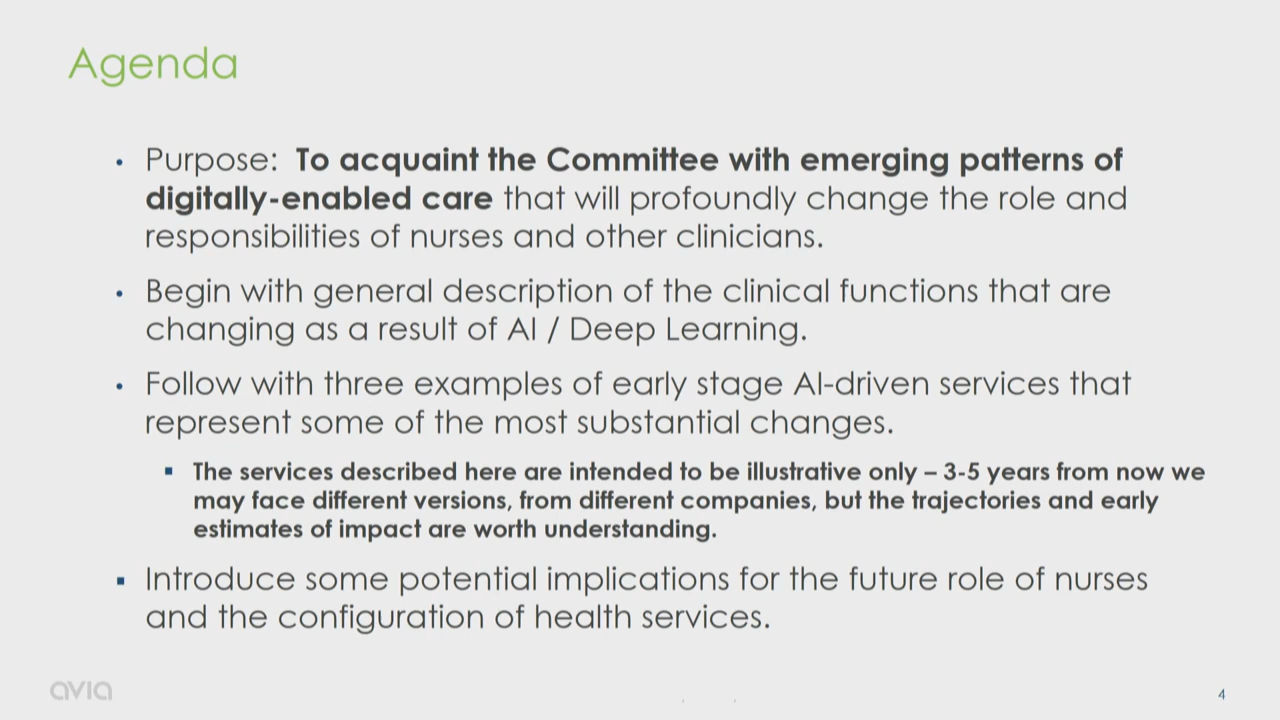 Agenda
• Purpose:  To acquaint the Committee with emerging patterns of
digitally-enabled care that will profoundly change the role and
responsibilities of nurses and other clinicians.
• Begin with general description of the clinical functions that are
changing as a result of AI / Deep Learning.
• Follow with three examples of early stage AI-driven services that
represent some of the most substantial changes.
▪ The services described here are intended to be illustrative only – 3-5 years from now we
may face different versions, from different companies, but the trajectories and early
estimates of impact are worth understanding.
▪ Introduce some potential implications for the future role of nurses
and the configuration of health services.
avia
4